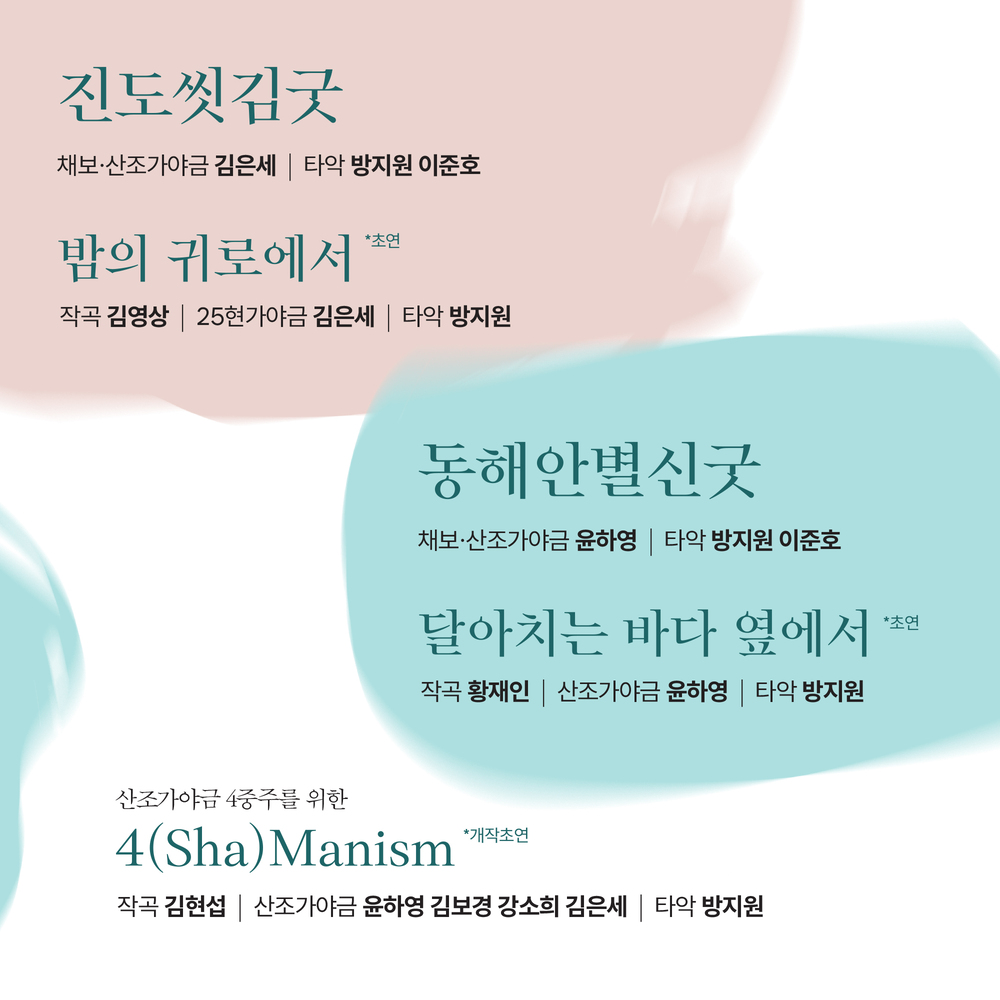 진도씻김굿
채보·산조가야금 김은세 | 타악 방지원 이준호
밤의 귀로에서 *초연
작곡 김영상 | 25현가야금 김은세 | 타악 방지원
동해안별신굿
채보·산조가야금 윤하영 | 타악 방지원 이준호
달아치는 바다 옆에서 *초연
작곡 황재인 | 산조가야금 윤하영 | 타악 방지원
산조가야금 4중주를 위한
4(Sha)Manism *개작초연
작곡 김현섭 | 산조가야금 윤하영 김보경 강소희 김은세 | 타악 방지원